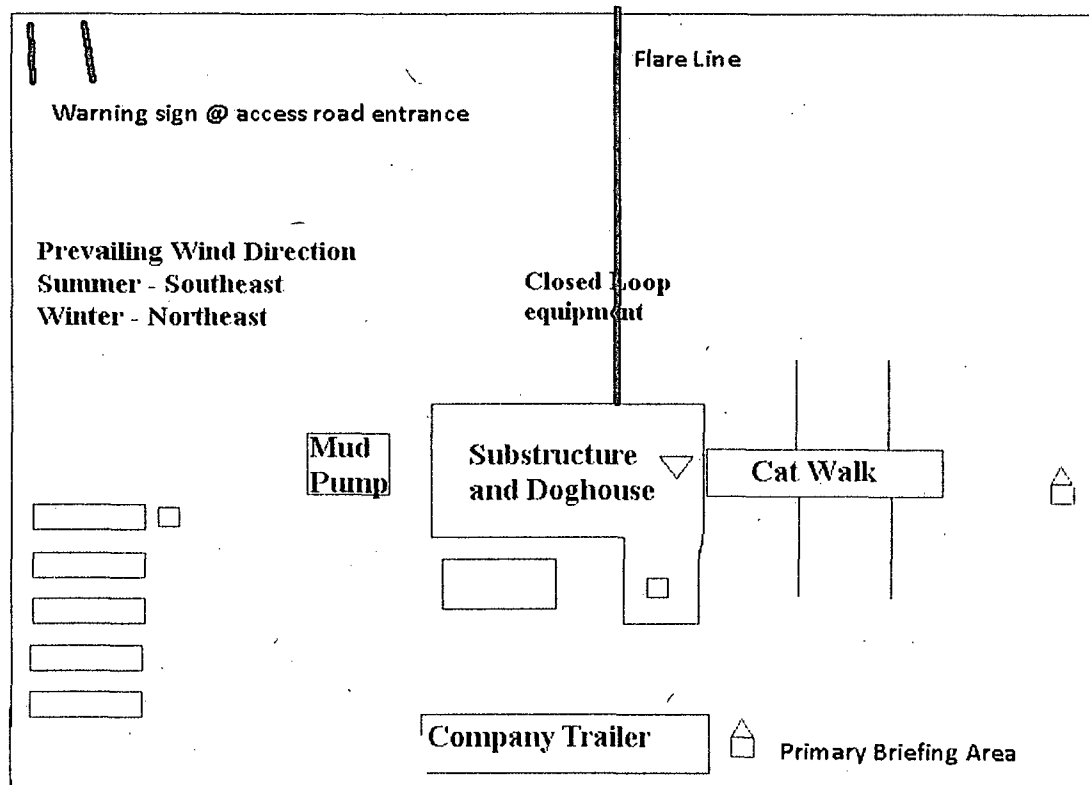 Flare Line
Warning sign @ access road entrance
Prevailing Wind Direction
Summer - Southeast
Winter - Northeast
Closed Loop
equipment
Mud
Pump
Substructure
and Doghouse
Cat Walk
Company Trailer
Primary Briefing Area